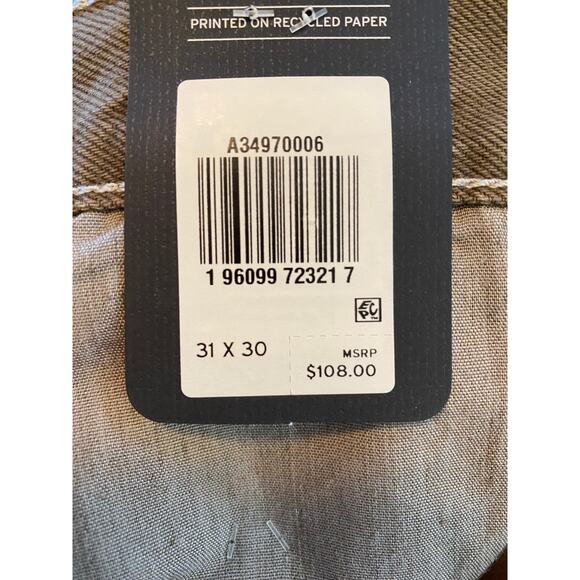 PRINTED ON RECYCLED PAPER
A34970006
1 96099 72321 7
31 X 30
MSRP
$108.00